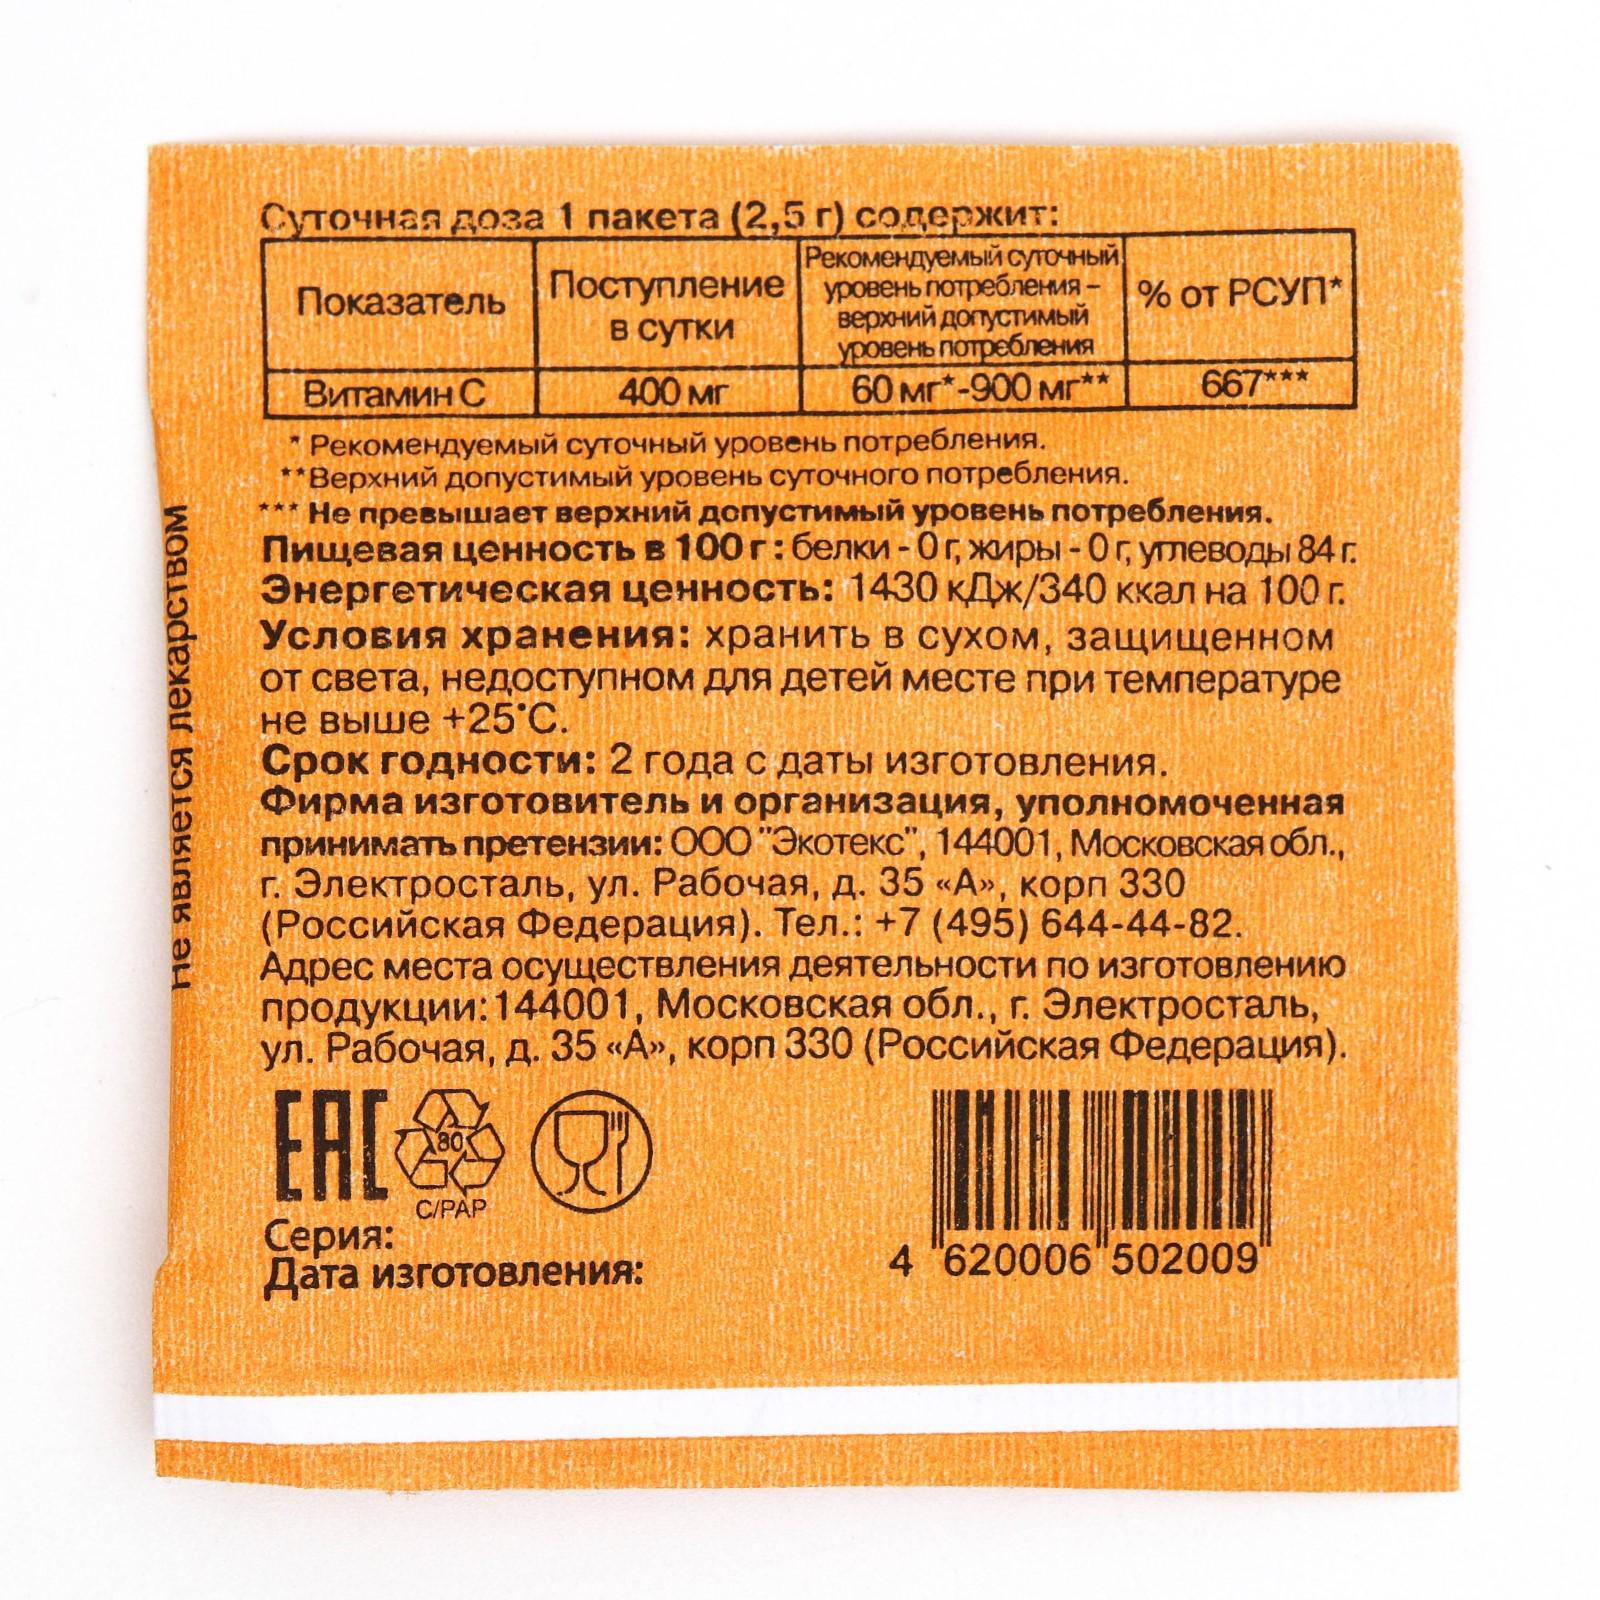 Суточная доза 1 пакета (2,5 г) содержит:
Показатель
Поступление
в сутки
Рекомендуемый суточный
уровень потребления –
верхний допустимый
уровень потребления
% от РСУП*
Витамин С
400 мг
60 мг*-900 мг**
667***
* Рекомендуемый суточный уровень потребления.
**Верхний допустимый уровень суточного потребления.
*** Не превышает верхний допустимый уровень потребления.
Пищевая ценность в 100 г : белки - 0 г, жиры - 0 г, углеводы 84 г.
Энергетическая ценность: 1430 кДж/340 ккал на 100 г.
Условия хранения: хранить в сухом, защищенном
от света, недоступном для детей месте при температуре
не выше +25°С.
Срок годности: 2 года с даты изготовления.
Фирма изготовитель и организация, уполномоченная
принимать претензии: ООО "Экотекс", 144001, Московская обл.,
г. Электросталь, ул. Рабочая, д. 35 «А», корп 330
(Российская Федерация). Тел.: +7 (495) 644-44-82.
Адрес места осуществления деятельности по изготовлению
продукции: 144001, Московская обл., г. Электросталь,
ул. Рабочая, д. 35 «А», корп 330 (Российская Федерация).
Не является лекарством
EAC
80
C/PAP
Серия:
Дата изготовления:
4 620006 502009